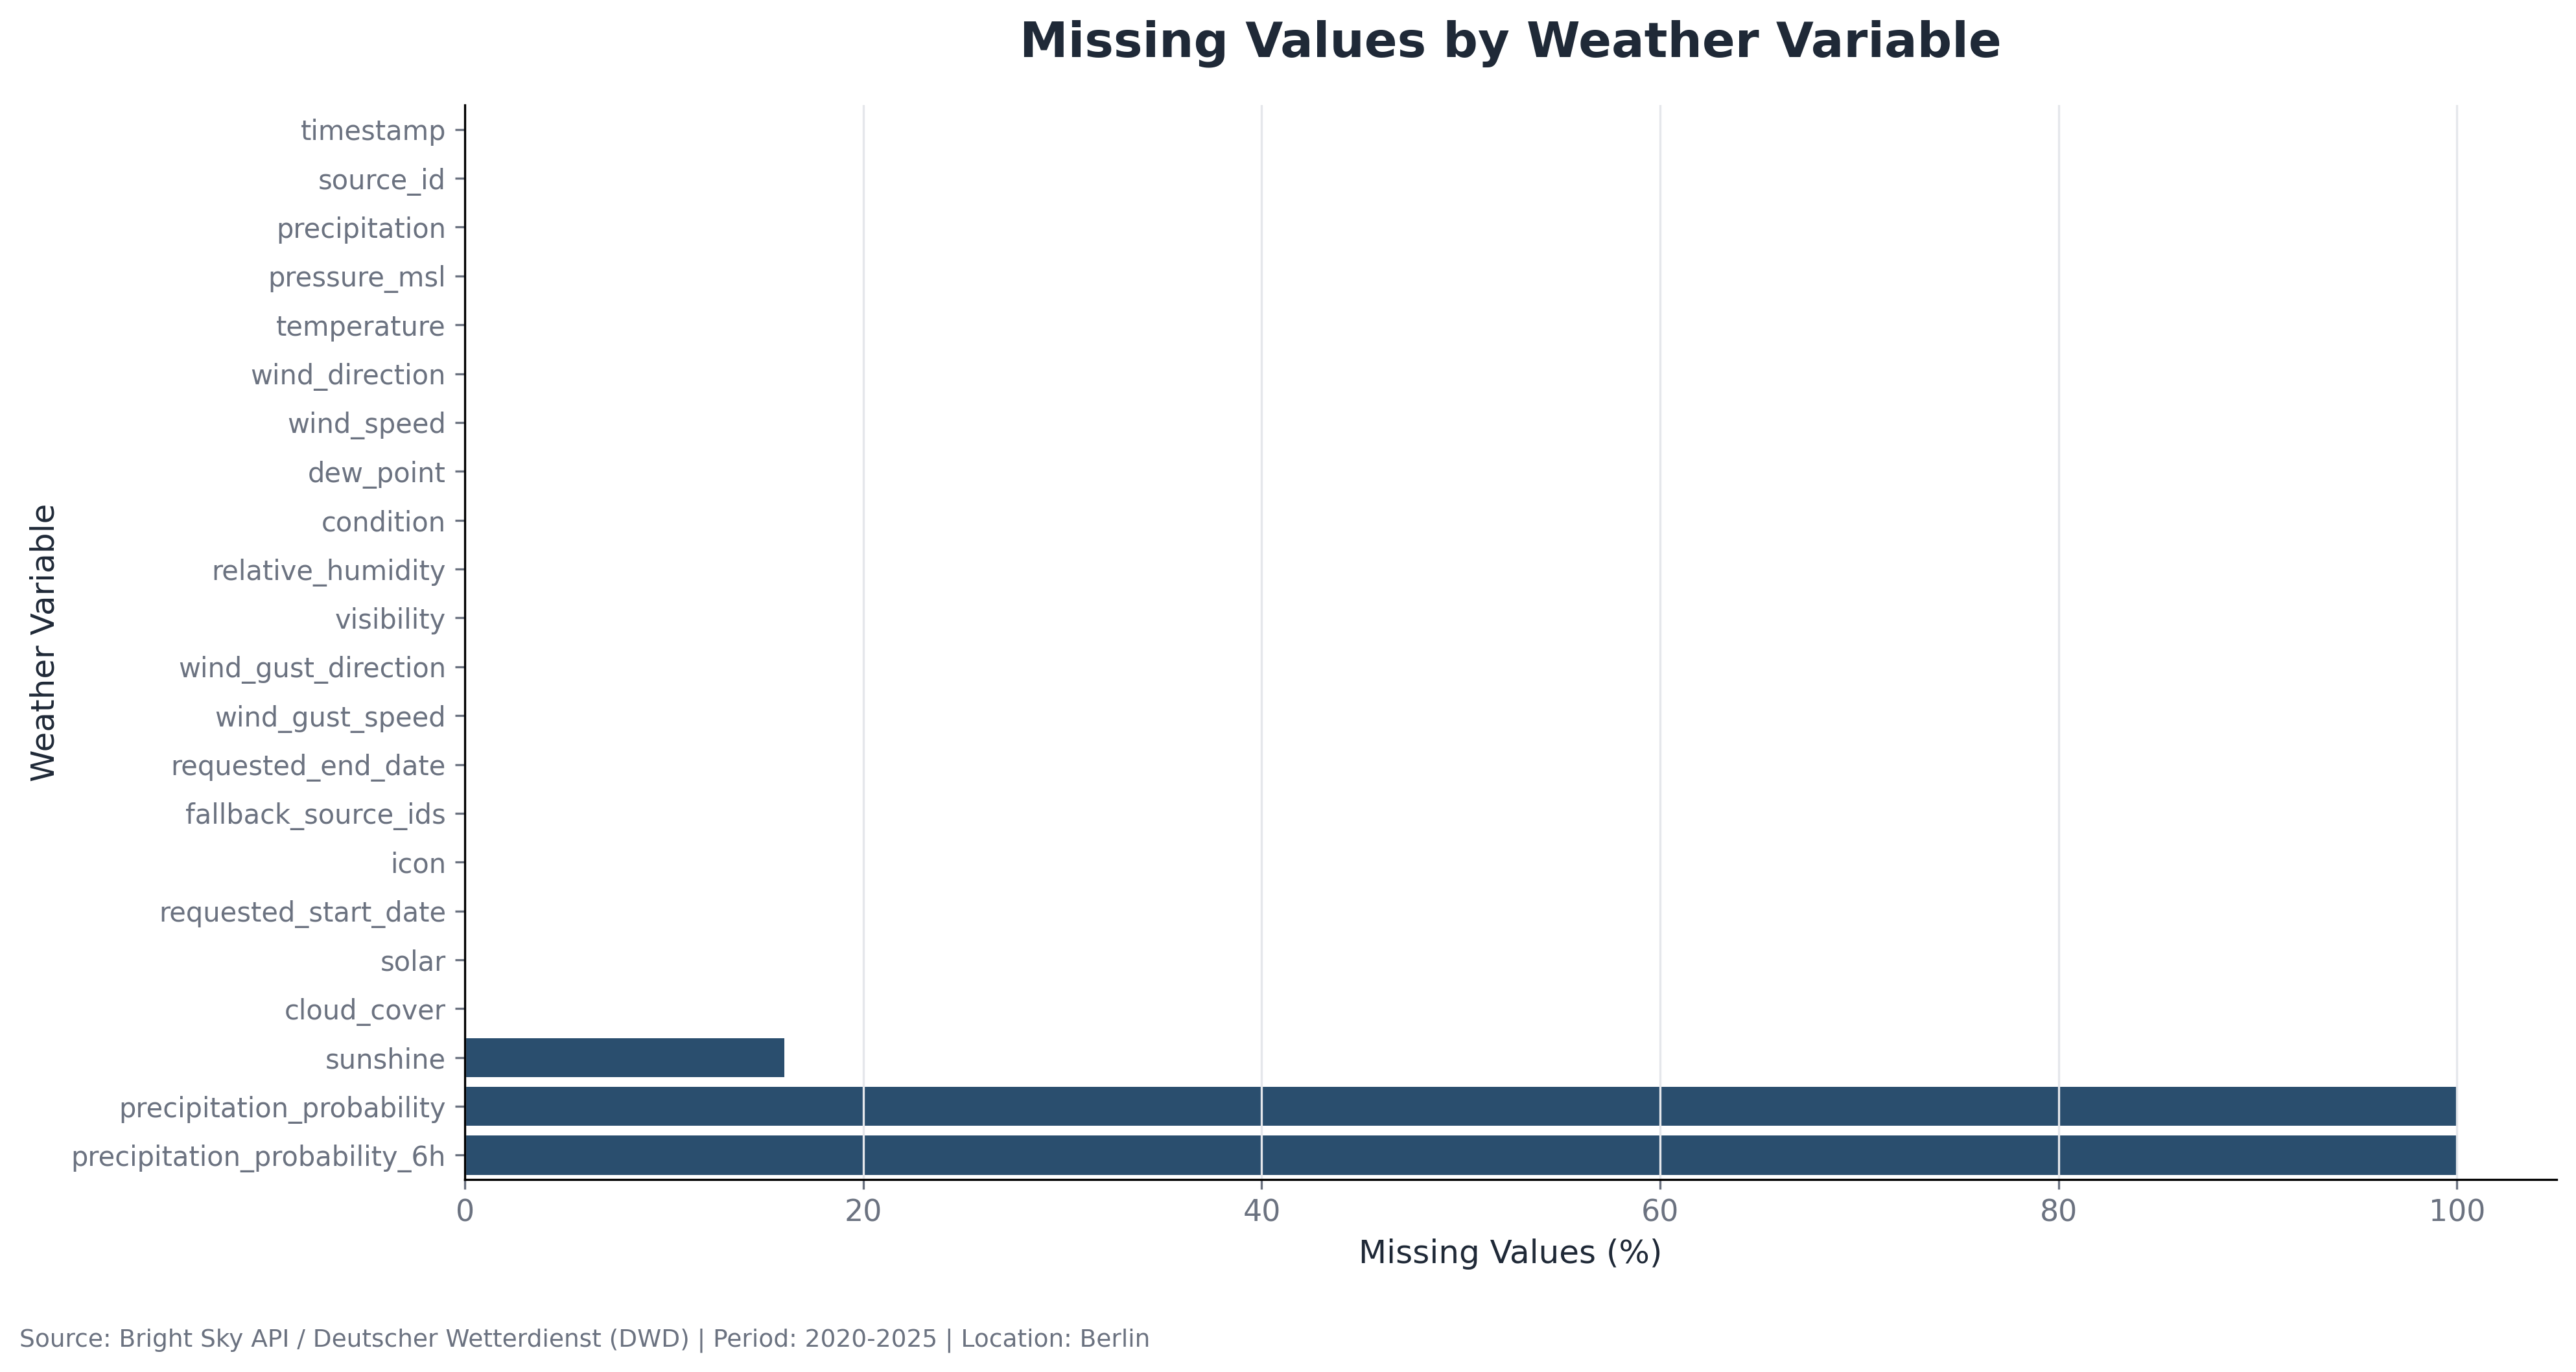 Missing Values by Weather Variable
Weather Variable
timestamp
source_id
precipitation
pressure_msl
temperature
wind_direction
wind_speed
dew_point
condition
relative_humidity
visibility
wind_gust_direction
wind_gust_speed
requested_end_date
fallback_source_ids
icon
requested_start_date
solar
cloud_cover
sunshine
precipitation_probability
precipitation_probability_6h
0 20 40 60 80 100
Missing Values (%)
Source: Bright Sky API / Deutscher Wetterdienst (DWD) | Period: 2020-2025 | Location: Berlin